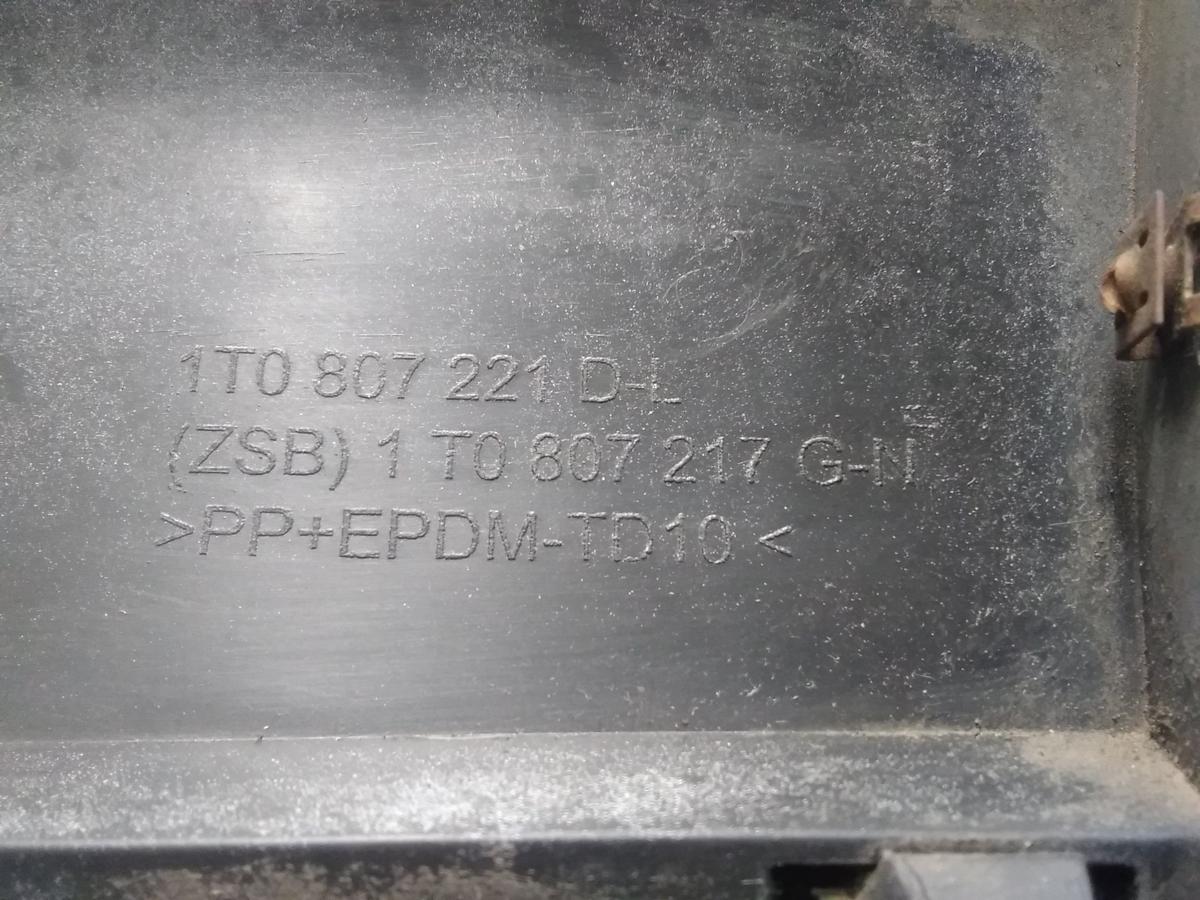 1T0 807 221 D-L
(ZSB) 1 T0 807 217 G-N
>PP+EPDM-TD10 <